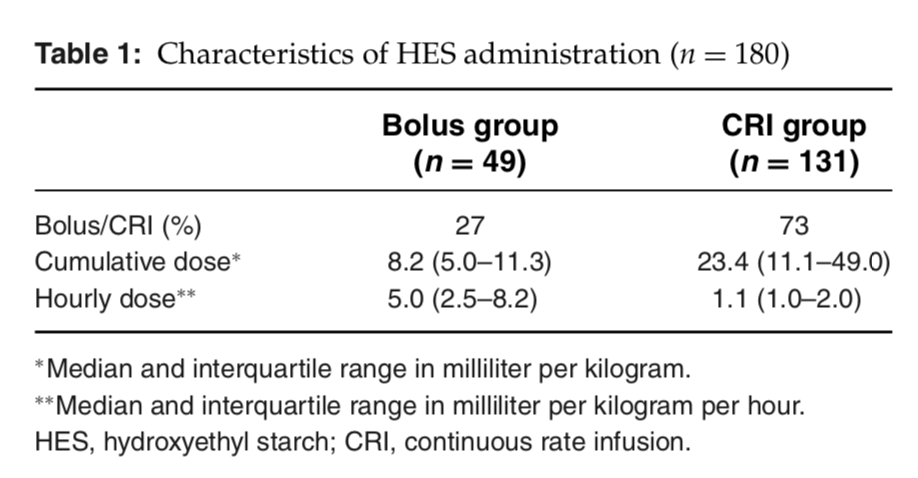 Table 1: Characteristics of HES administration (n = 180)
Bolus group CRI group
(n = 49) (n = 131)
Bolus/CRI (%) 27 73
Cumulative dose* 8.2 (5.0–11.3) 23.4 (11.1–49.0)
Hourly dose** 5.0 (2.5–8.2) 1.1 (1.0–2.0)
*Median and interquartile range in milliliter per kilogram.
**Median and interquartile range in milliliter per kilogram per hour.
HES, hydroxyethyl starch; CRI, continuous rate infusion.